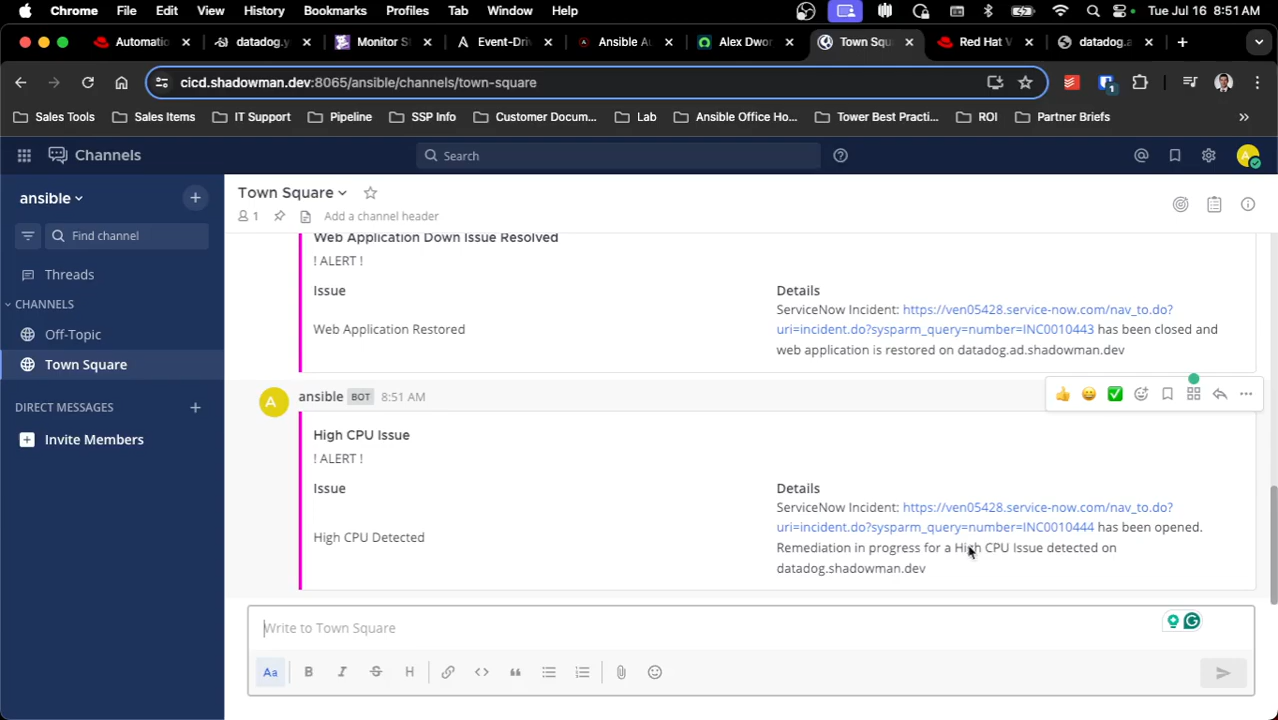 Chrome File Edit View History Bookmarks Profiles Tab Window Help Tue Jul 16 8:51 AM
Automatio datadog.y Monitor S Event-Driv Ansible Au Alex Dwor Town Squ Red Hat V datadog.a
cicd.shadowman.dev:8065/ansible/channels/town-square
Sales Tools Sales Items IT Support Pipeline SSP Info Customer Docum... Lab Ansible Office Ho... Tower Best Practi... ROI Partner Briefs
Channels
Search
ansible
Find channel
Threads
CHANNELS
Off-Topic
Town Square
DIRECT MESSAGES
Invite Members
Town Square
1 Add a channel header
Web Application Down Issue Resolved
! ALERT !
Issue
Web Application Restored
Details
ServiceNow Incident: https://ven05428.service-now.com/nav_to.do?
uri=incident.do?sysparm_query=number=INC0010443 has been closed and
web application is restored on datadog.ad.shadowman.dev
A
ansible BOT 8:51 AM
High CPU Issue
! ALERT !
Issue
High CPU Detected
Details
ServiceNow Incident: https://ven05428.service-now.com/nav_to.do?
uri=incident.do?sysparm_query=number=INC0010444 has been opened.
Remediation in progress for a High CPU Issue detected on
datadog.shadowman.dev
Write to Town Square
Aa B I H